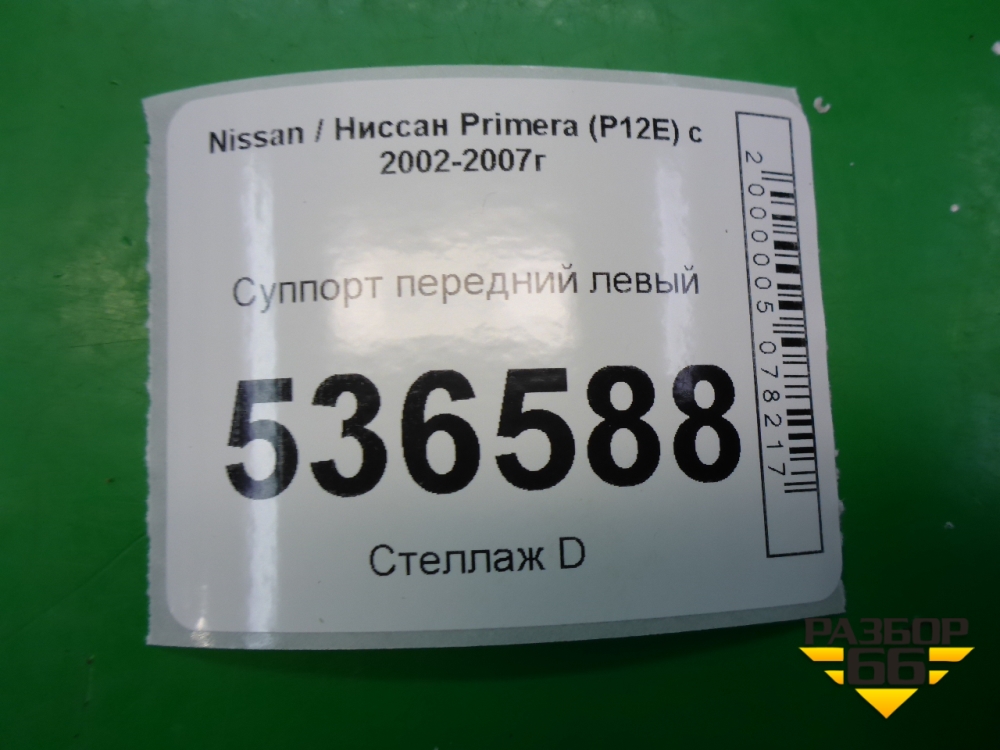 Nissan / Ниссан Primera (P12E) с
2002-2007г
Суппорт передний левый
536588
Стеллаж D
2000005078217
РАЗБОР
66